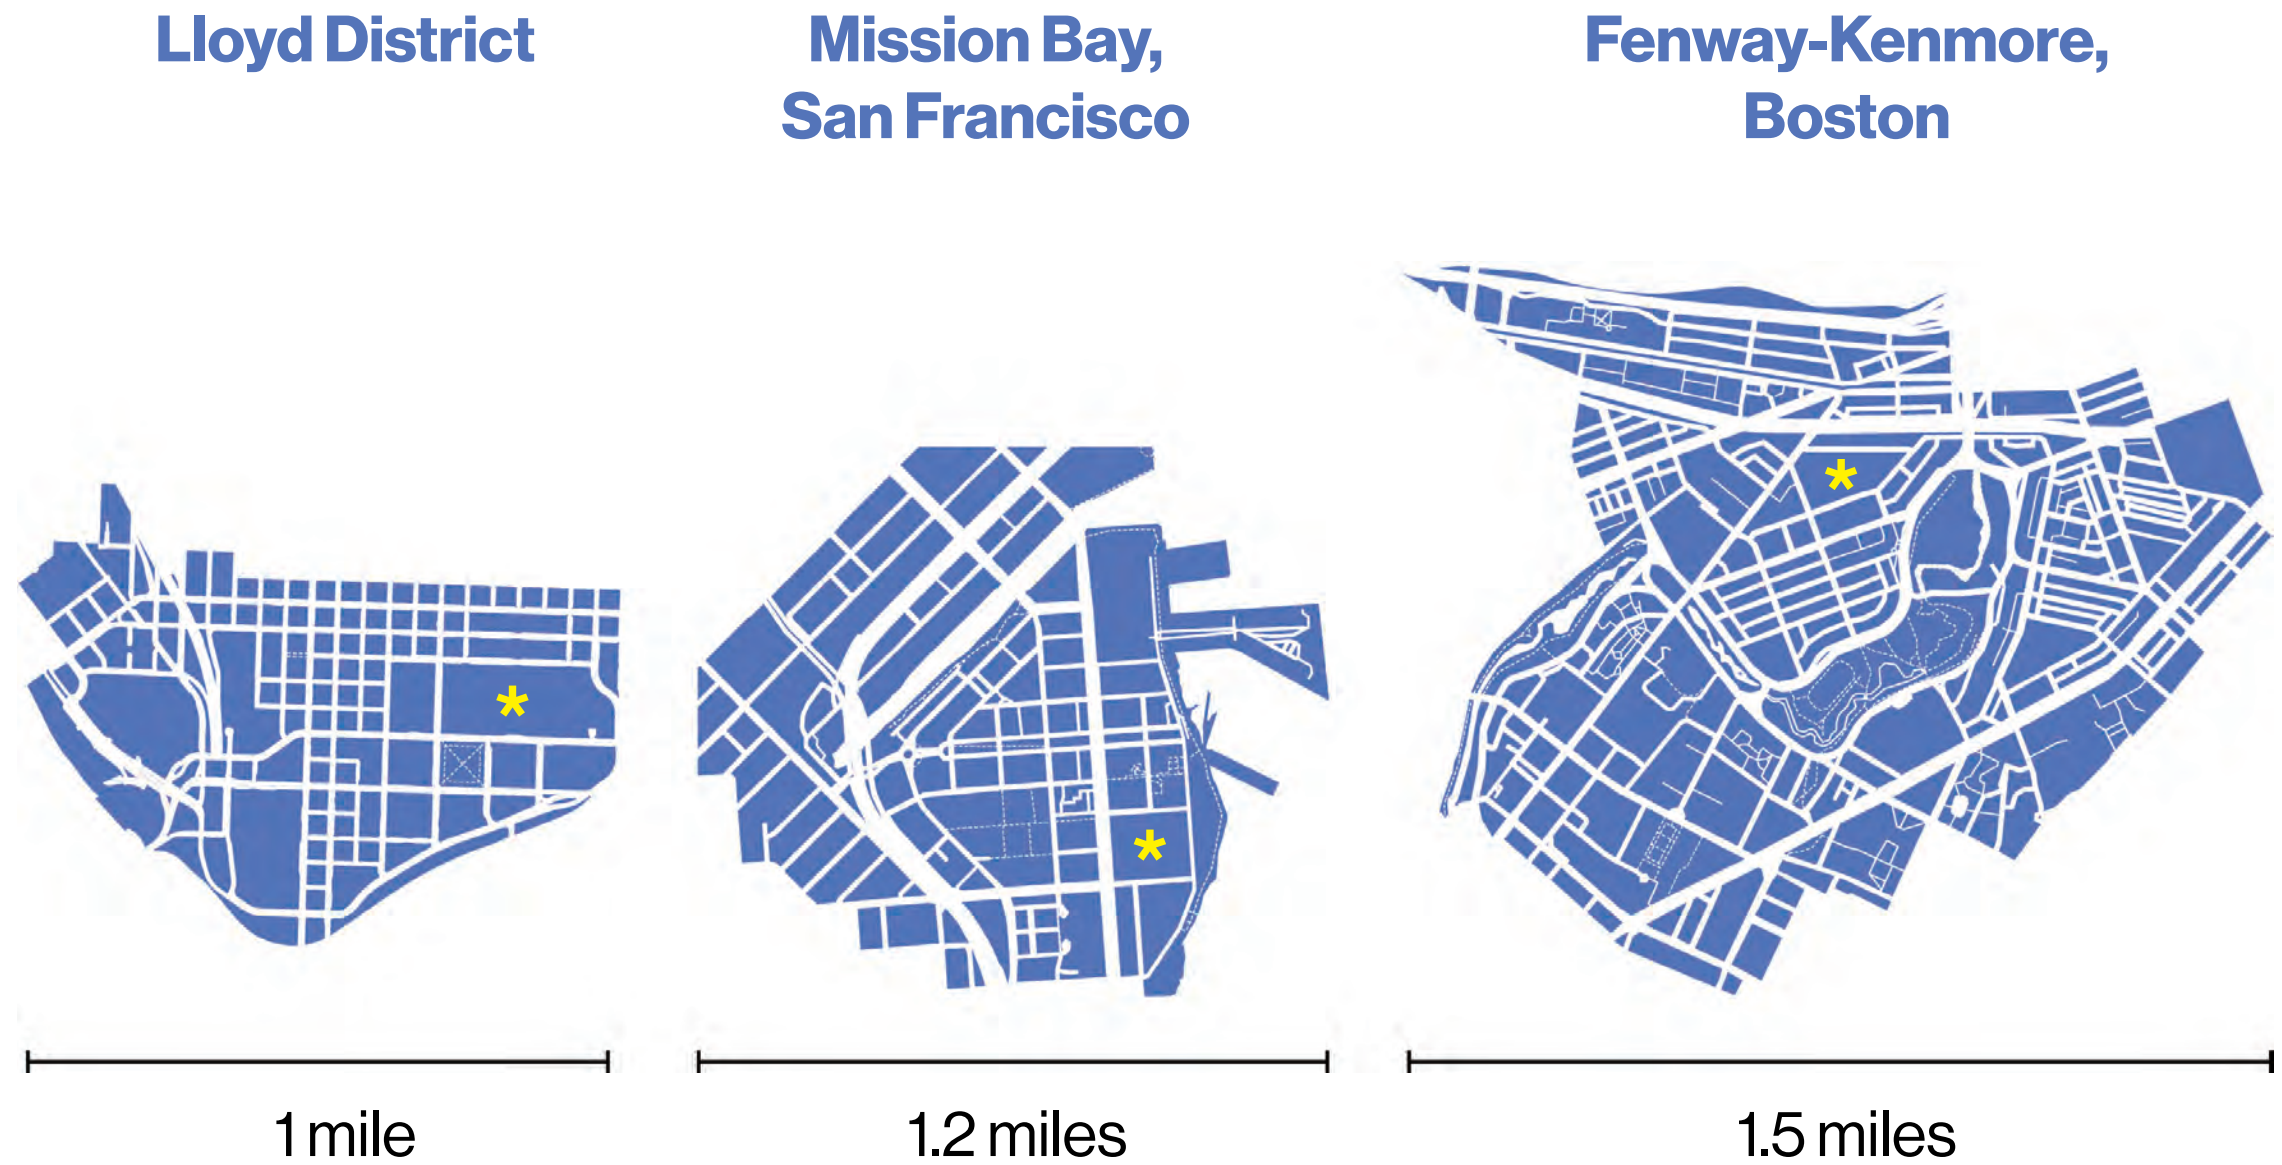 Lloyd District
Mission Bay,
San Francisco
Fenway-Kenmore,
Boston
*
*
*
1 mile
1.2 miles
1.5 miles